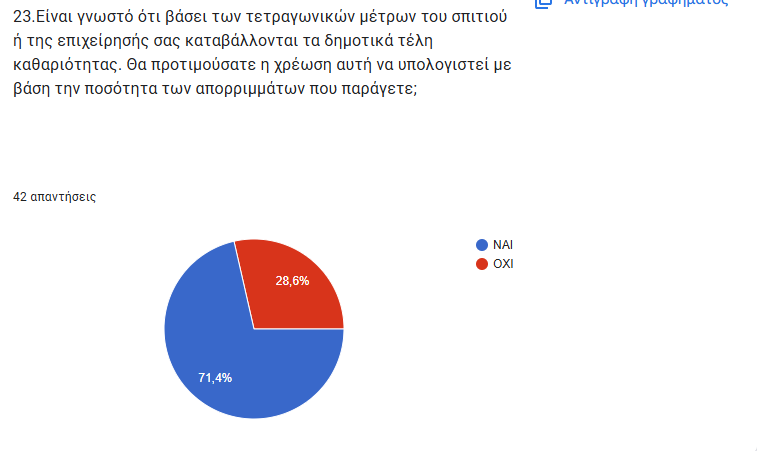 23.Είναι γνωστό ότι βάσει των τετραγωνικών μέτρων του σπιτιού
ή της επιχείρησής σας καταβάλλονται τα δημοτικά τέλη
καθαριότητας. Θα προτιμούσατε η χρέωση αυτή να υπολογιστεί με
βάση την ποσότητα των απορριμμάτων που παράγετε;
Αντιγραφή γραφήματος
42 απαντήσεις
ΝΑΙ
ΟΧΙ
28,6%
71,4%